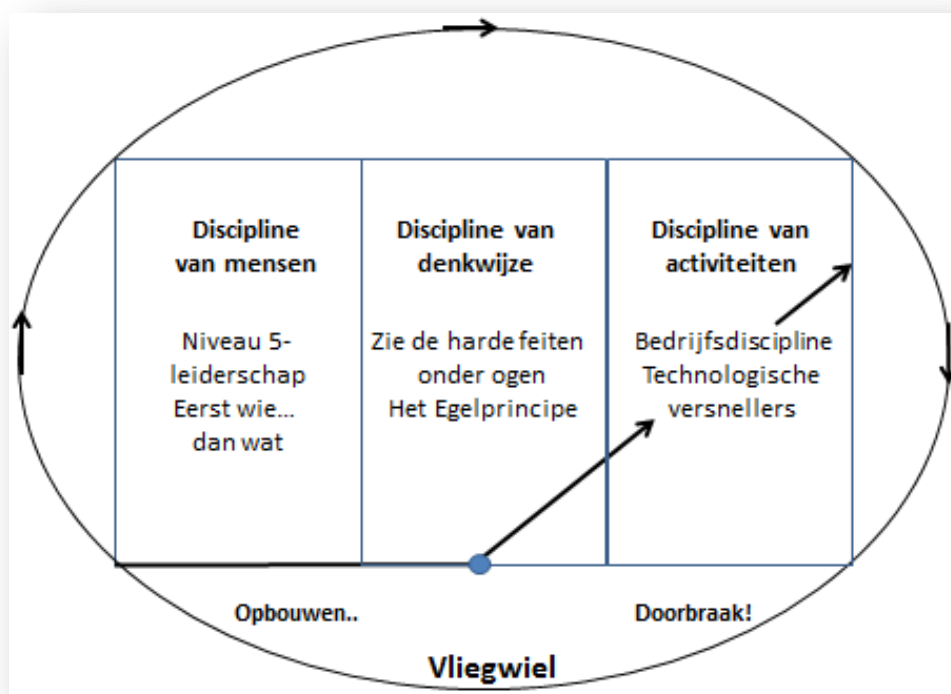 Discipline
van mensen
Niveau 5-
leiderschap
Eerst wie...
dan wat
Discipline van
denkwijze
Zie de harde feiten
onder ogen
Het Egelprincipe
Discipline van
activiteiten
Bedrijfsdiscipline
Technologische
versnellers
Opbouwen..
Doorbraak!
Vliegwiel